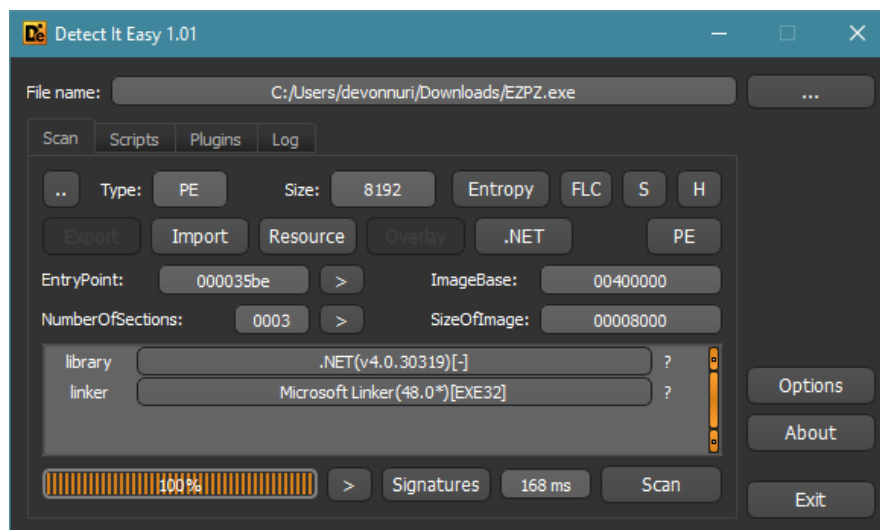 Detect It Easy 1.01
File name: C:/Users/devonnuri/Downloads/EZPZ.exe ...
Scan Scripts Plugins Log
.. Type: PE Size: 8192 Entropy FLC S H
Export Import Resource Overlay .NET PE
EntryPoint: 000035be > ImageBase: 00400000
NumberOfSections: 0003 > SizeOfImage: 00008000
library .NET(v4.0.30319)[-] ?
linker Microsoft Linker(48.0*)[EXE32] ?
Options
About
100% > Signatures 168 ms Scan
Exit